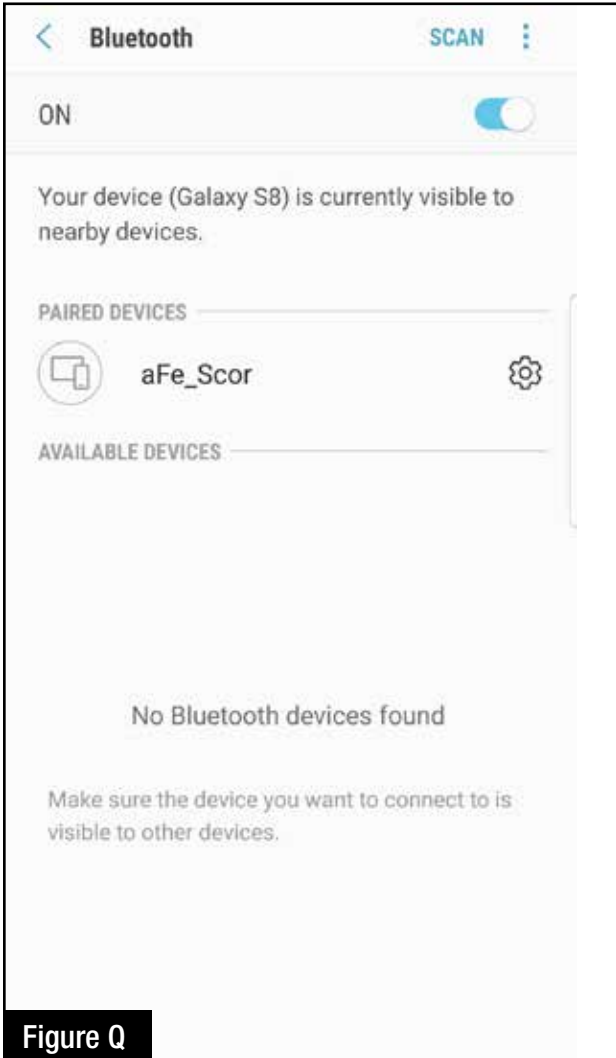 Bluetooth SCAN
ON
Your device (Galaxy S8) is currently visible to
nearby devices.
PAIRED DEVICES
aFe_Scor
AVAILABLE DEVICES
No Bluetooth devices found
Make sure the device you want to connect to is
visible to other devices.
Figure Q